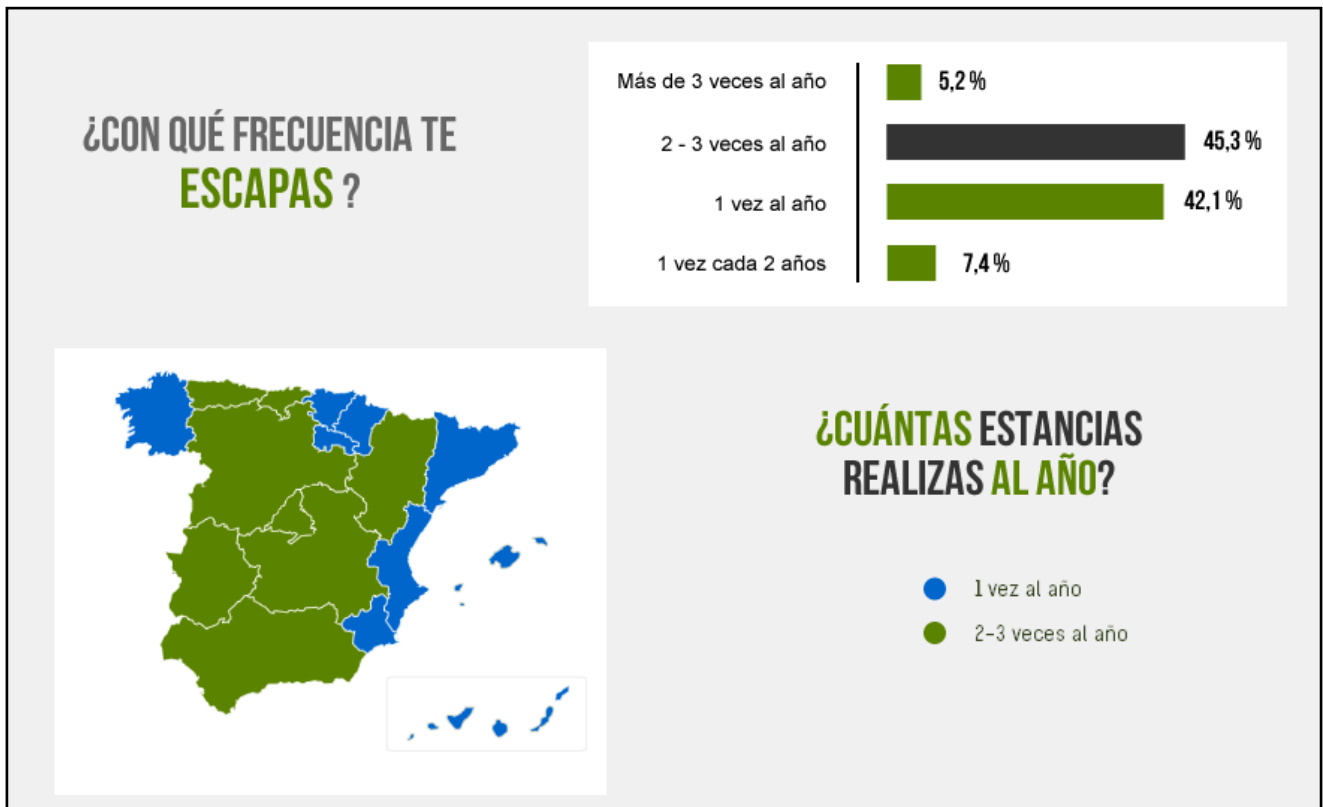 ¿CON QUÉ FRECUENCIA TE
ESCAPAS ?
Más de 3 veces al año 5,2 %
2 - 3 veces al año 45,3 %
1 vez al año 42,1 %
1 vez cada 2 años 7,4 %
¿CUÁNTAS ESTANCIAS
REALIZAS AL AÑO?
1 vez al año
2-3 veces al año